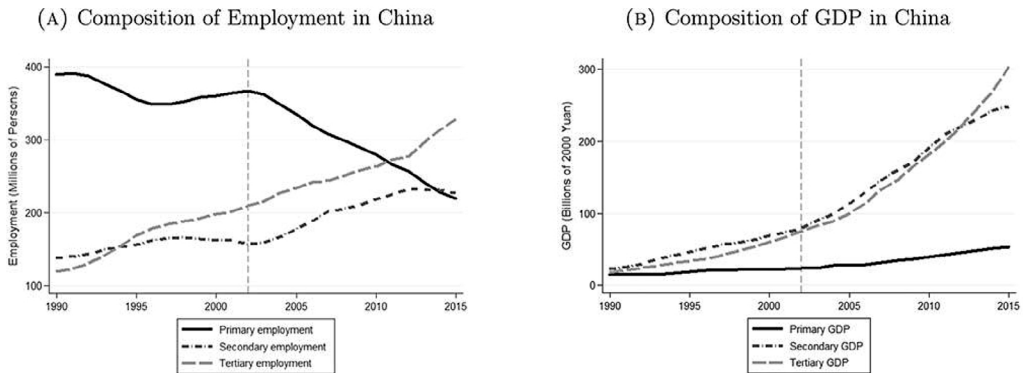 (A) Composition of Employment in China
Employment (Millions of Persons)
400
300
200
100
1990
1995
2000
2005
2010
2015
Primary employment
Secondary employment
Tertiary employment
(B) Composition of GDP in China
GDP (Billions of 2000 Yuan)
300
200
100
0
1990
1995
2000
2005
2010
2015
Primary GDP
Secondary GDP
Tertiary GDP